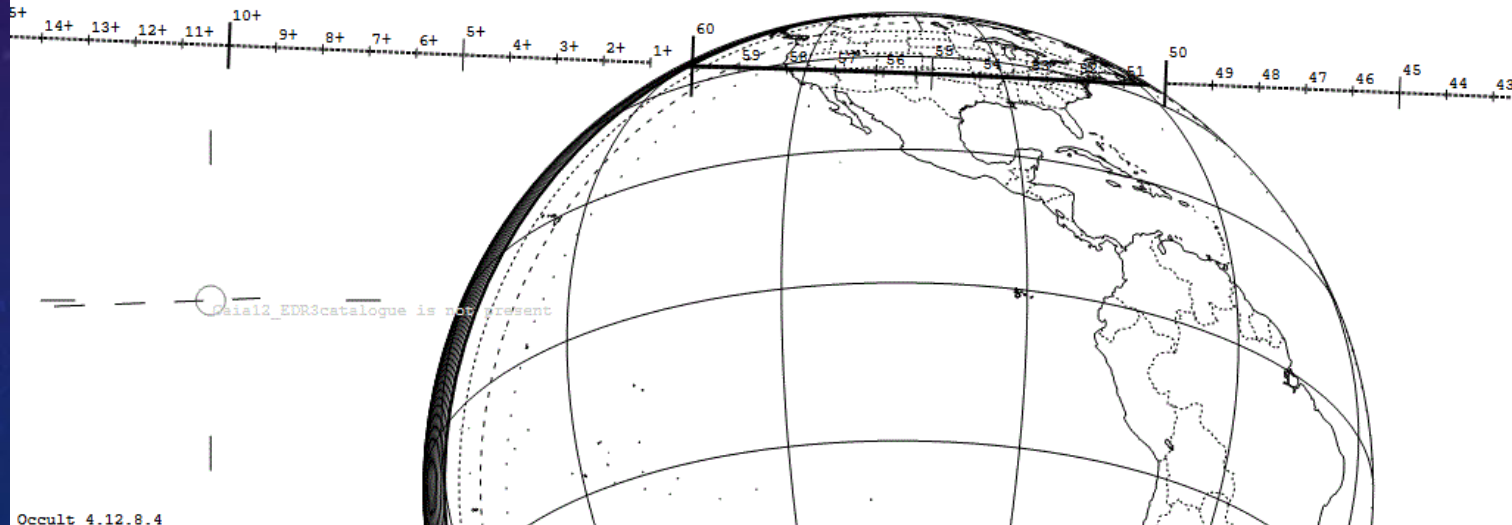 5+ 14+ 13+ 12+ 11+ 10+ 9+ 8+ 7+ 6+ 5+ 4+ 3+ 2+ 1+ 60 59 58 57 56 55 54 53 52 51 50 49 48 47 46 45 44 43
Gaia12_EDR3catalogue is not present
Occult 4.12.8.4